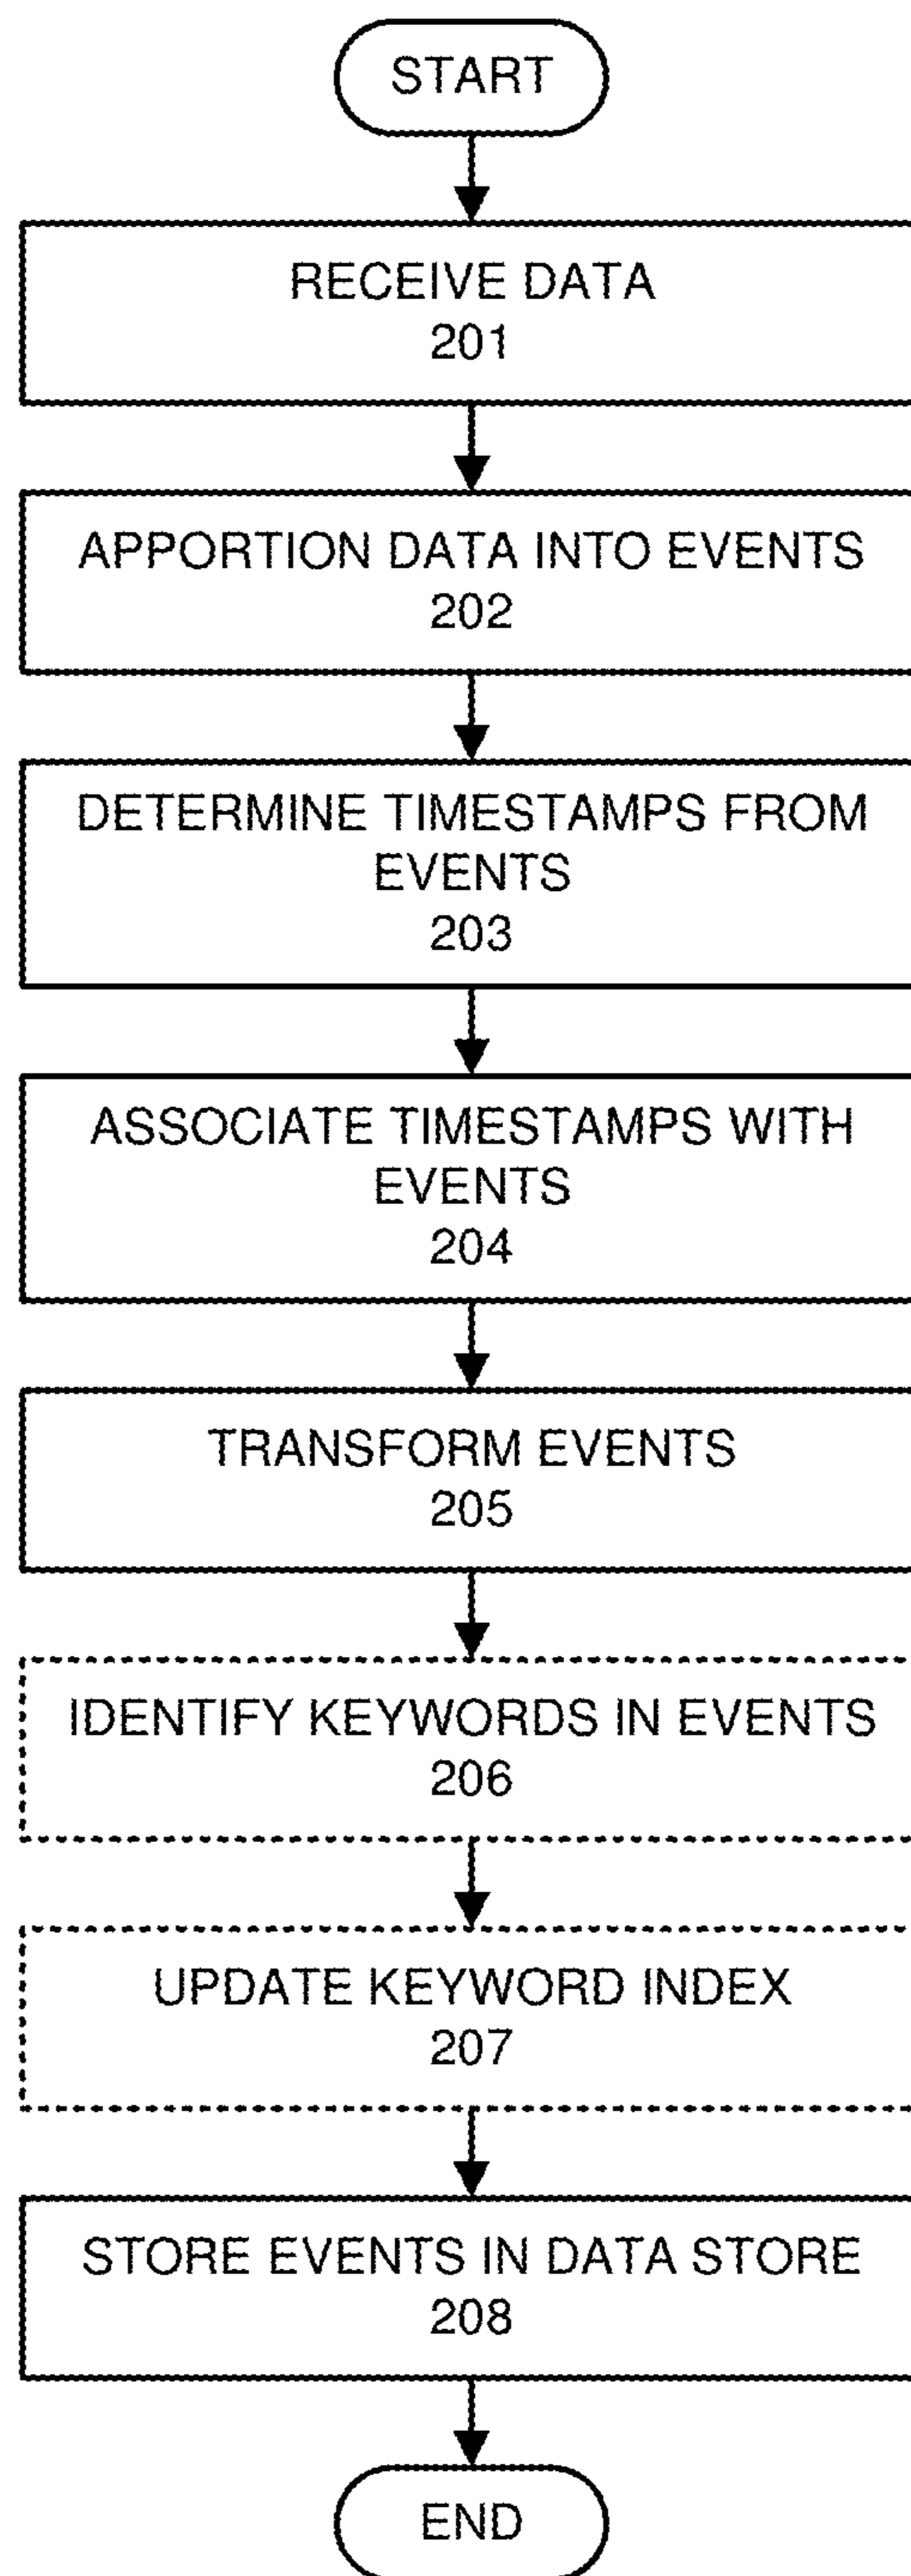 START
RECEIVE DATA
201
APPORTION DATA INTO EVENTS
202
DETERMINE TIMESTAMPS FROM
EVENTS
203
ASSOCIATE TIMESTAMPS WITH
EVENTS
204
TRANSFORM EVENTS
205
IDENTIFY KEYWORDS IN EVENTS
206
UPDATE KEYWORD INDEX
207
STORE EVENTS IN DATA STORE
208
END